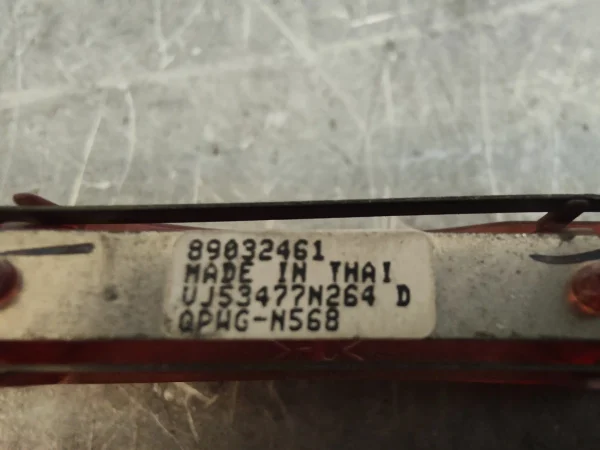 89032461
MADE IN THAI
UJ53477N264 D
QPWG-N568